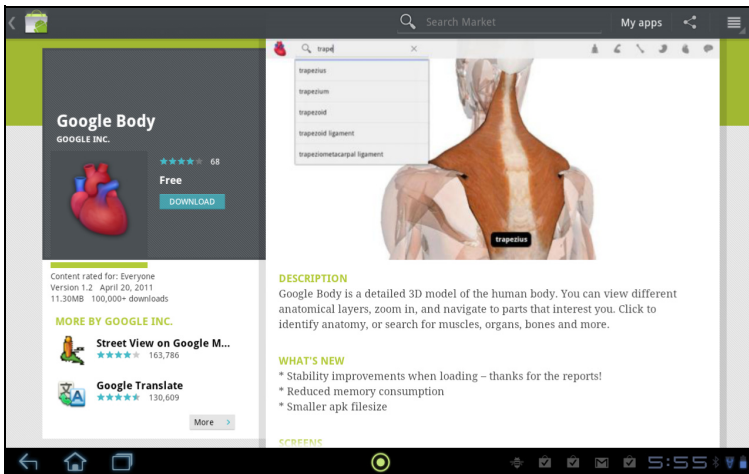 Search Market
My apps
Google Body
GOOGLE INC.
68
Free
DOWNLOAD
Content rated for: Everyone
Version 1.2 April 20, 2011
11.30MB 100,000+ downloads
MORE BY GOOGLE INC.
Street View on Google M...
163,786
Google Translate
130,609
More
trape
trapezius
trapezium
trapezoid
trapezoid ligament
trapeziometacarpal ligament
trapezius
DESCRIPTION
Google Body is a detailed 3D model of the human body. You can view different
anatomical layers, zoom in, and navigate to parts that interest you. Click to
identify anatomy, or search for muscles, organs, bones and more.
WHAT'S NEW
* Stability improvements when loading – thanks for the reports!
* Reduced memory consumption
* Smaller apk filesize
SCREENS
5:55